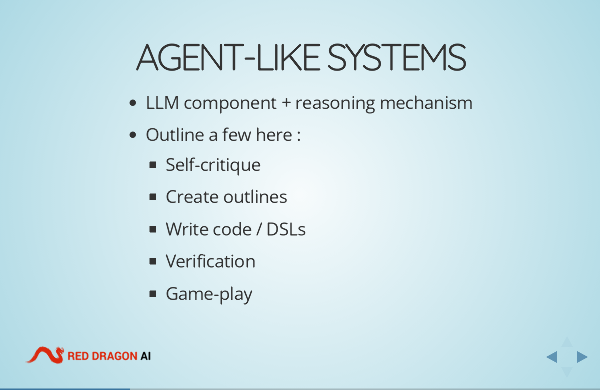 AGENT-LIKE SYSTEMS
LLM component + reasoning mechanism
Outline a few here :
Self-critique
Create outlines
Write code / DSLs
Verification
Game-play
RED DRAGON AI